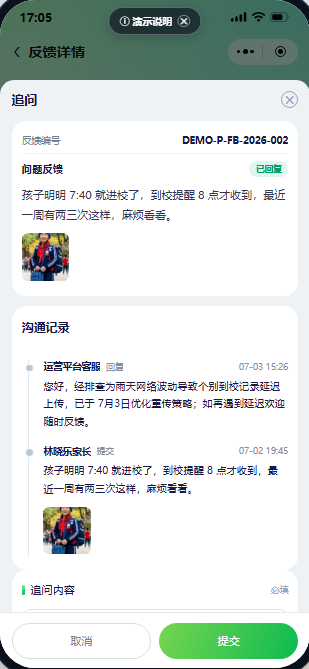 17:05
演示说明
反馈详情
追问
反馈编号 DEMO-P-FB-2026-002
问题反馈 已回复
孩子明明 7:40 就进校了，到校提醒 8 点才收到，最近
一周有两三次这样，麻烦看看。
沟通记录
运营平台客服 回复 07-03 15:26
您好，经排查为雨天网络波动导致个别到校记录延迟
上传，已于 7月3日优化重传策略；如再遇到延迟欢迎
随时反馈。
林晓乐家长 提交 07-02 19:45
孩子明明 7:40 就进校了，到校提醒 8 点才收到，最
近一周有两三次这样，麻烦看看。
追问内容 必填
取消 提交